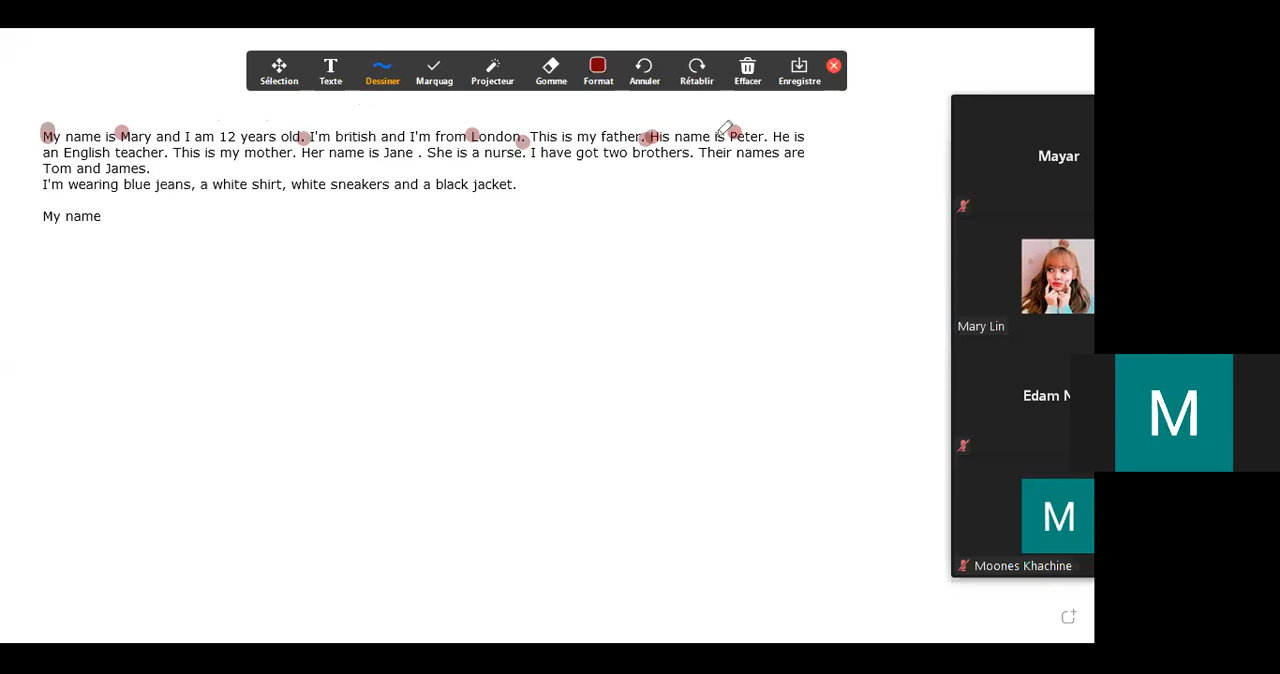 Sélection Texte Dessiner Marquag Projecteur Gomme Format Annuler Rétablir Effacer Enregistre
My name is Mary and I am 12 years old. I'm british and I'm from London. This is my father. His name is Peter. He is
an English teacher. This is my mother. Her name is Jane . She is a nurse. I have got two brothers. Their names are
Tom and James.
I'm wearing blue jeans, a white shirt, white sneakers and a black jacket.
My name
Mayar
Mary Lin
Edam
M
M
Moones Khachine